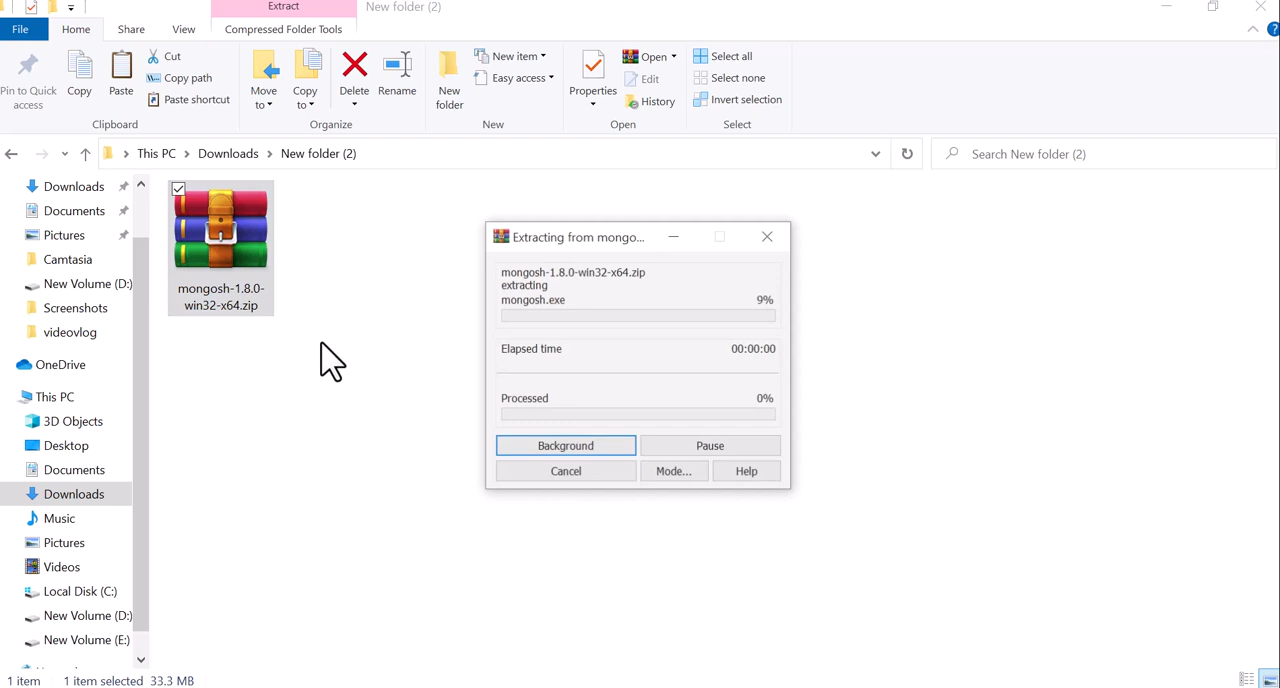 Extract
New folder (2)
File
Home
Share
View
Compressed Folder Tools
Pin to Quick
access
Copy
Paste
Cut
Copy path
Paste shortcut
Clipboard
Move
to
Copy
to
Delete
Rename
Organize
New
folder
New item
Easy access
New
Properties
Open
Edit
History
Open
Select all
Select none
Invert selection
Select
This PC > Downloads > New folder (2)
Search New folder (2)
Downloads
Documents
Pictures
Camtasia
New Volume (D:)
Screenshots
videovlog
OneDrive
This PC
3D Objects
Desktop
Documents
Downloads
Music
Pictures
Videos
Local Disk (C:)
New Volume (D:)
New Volume (E:)
mongosh-1.8.0-
win32-x64.zip
Extracting from mongo...
mongosh-1.8.0-win32-x64.zip
extracting
mongosh.exe 9%
Elapsed time 00:00:00
Processed 0%
Background
Pause
Cancel
Mode...
Help
1 item 1 item selected 33.3 MB